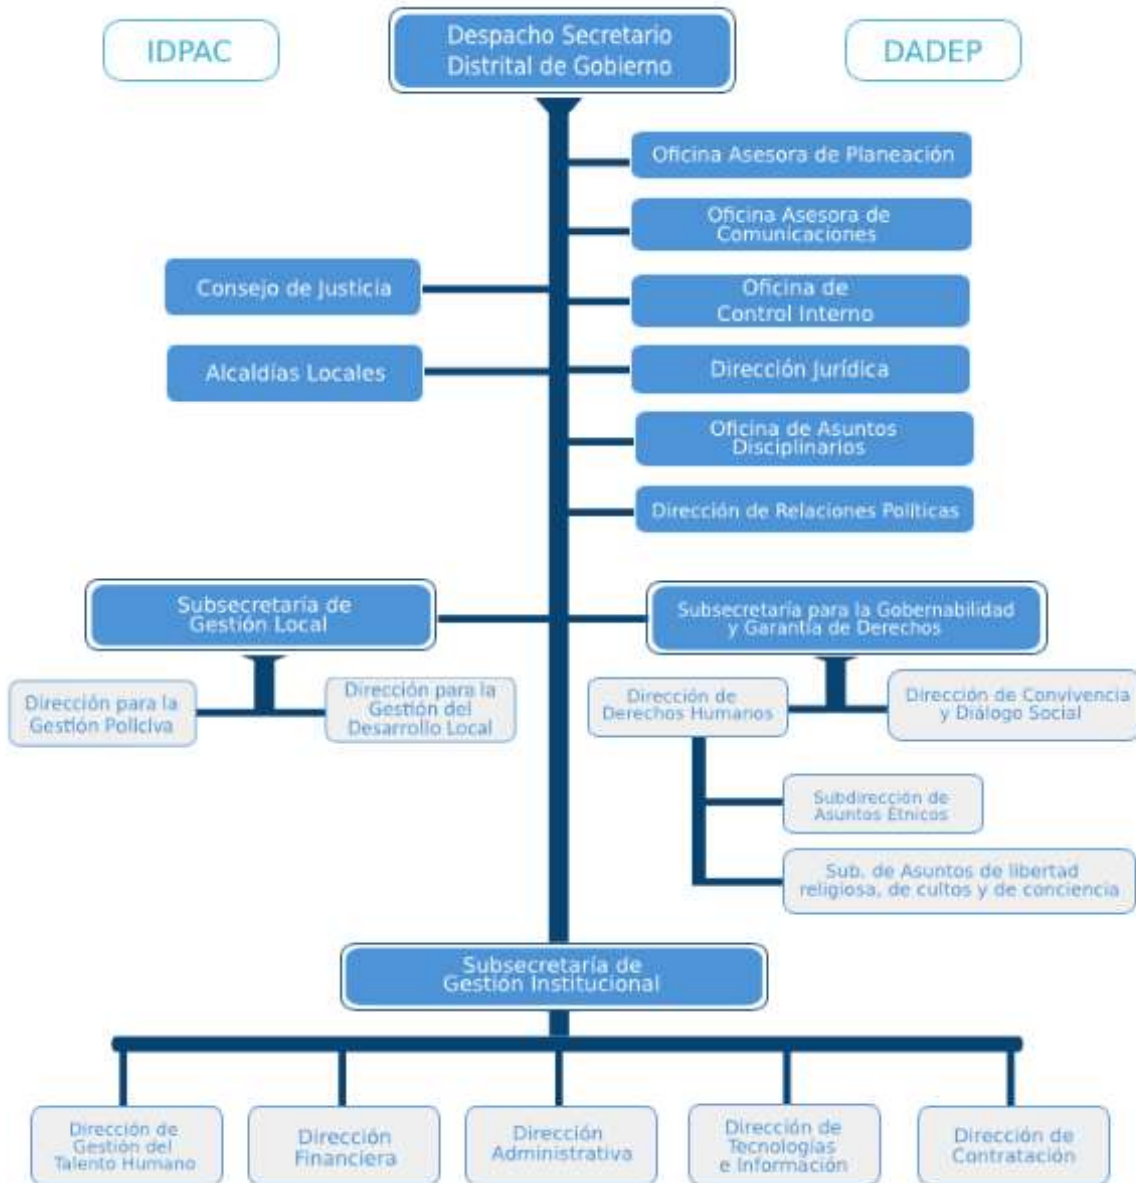 IDPAC
Despacho Secretario
Distrital de Gobierno
DADEP
Oficina Asesora de Planeación
Oficina Asesora de
Comunicaciones
Consejo de Justicia
Oficina de
Control Interno
Alcaldías Locales
Dirección Jurídica
Oficina de Asuntos
Disciplinarios
Dirección de Relaciones Políticas
Subsecretaría de
Gestión Local
Subsecretaría para la Gobernabilidad
y Garantía de Derechos
Dirección para la
Gestión Policiva
Dirección para la
Gestión del
Desarrollo Local
Dirección de
Derechos Humanos
Dirección de Convivencia
y Diálogo Social
Subdirección de
Asuntos Étnicos
Sub. de Asuntos de libertad
religiosa, de cultos y de conciencia
Subsecretaría de
Gestión Institucional
Dirección de
Gestión del
Talento Humano
Dirección
Financiera
Dirección
Administrativa
Dirección de
Tecnologías
e Información
Dirección de
Contratación